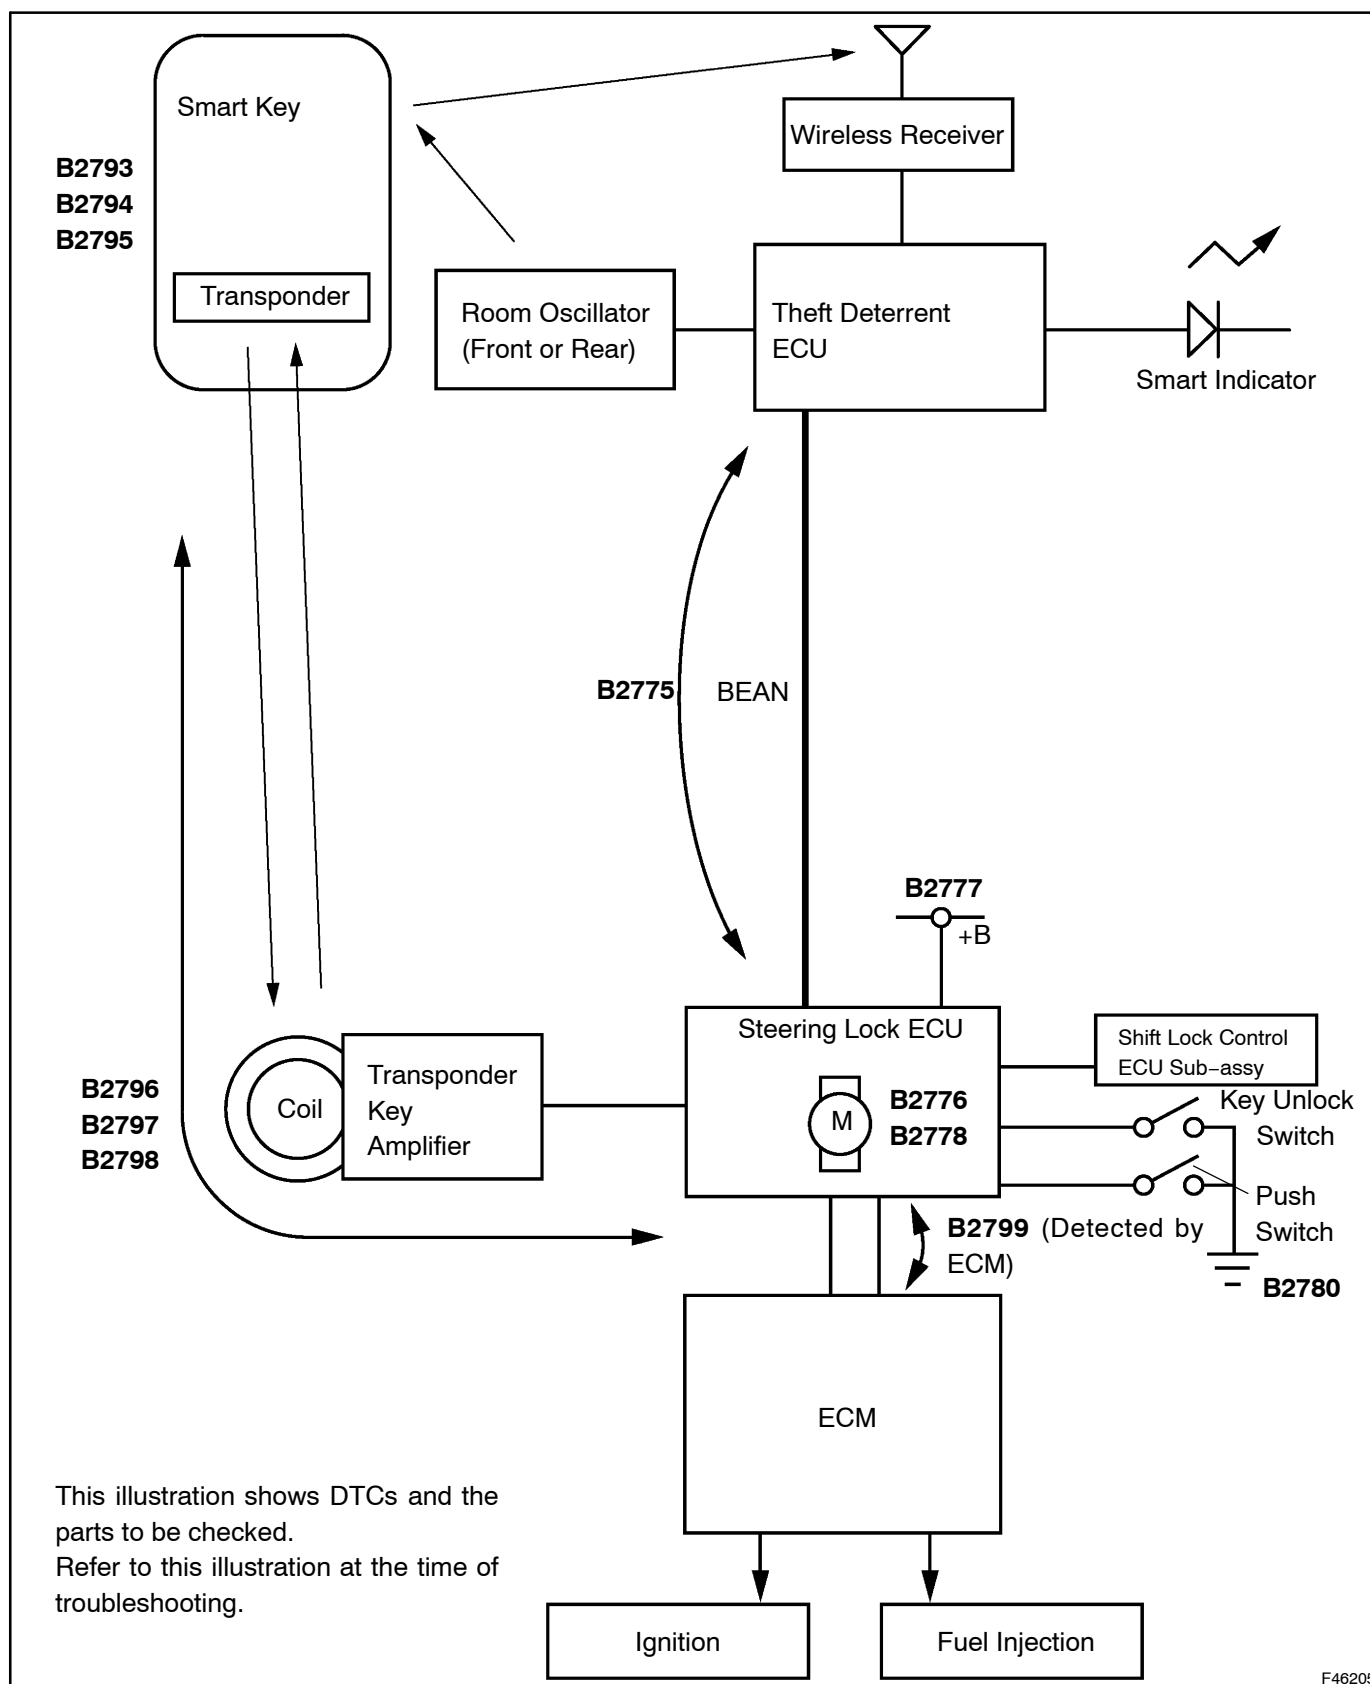 Smart Key
B2793
B2794
B2795
Transponder
Wireless Receiver
Room Oscillator
(Front or Rear)
Theft Deterrent
ECU
Smart Indicator
B2775
BEAN
B2777
+B
Steering Lock ECU
M
B2776
B2778
Shift Lock Control
ECU Sub−assy
Key Unlock
Switch
Push
Switch
B2780
B2796
B2797
B2798
Coil
Transponder
Key
Amplifier
B2799 (Detected by
ECM)
ECM
This illustration shows DTCs and the
parts to be checked.
Refer to this illustration at the time of
troubleshooting.
Ignition
Fuel Injection
F46205